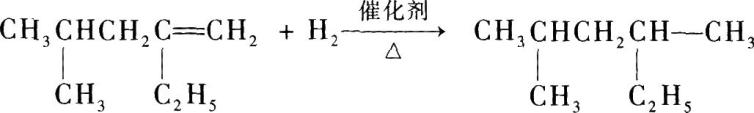 催化剂
CH₃CHCH₂C=CH₂ + H₂ → CH₃CHCH₂CH—CH₃
△
CH₃ C₂H₅ CH₃ C₂H₅